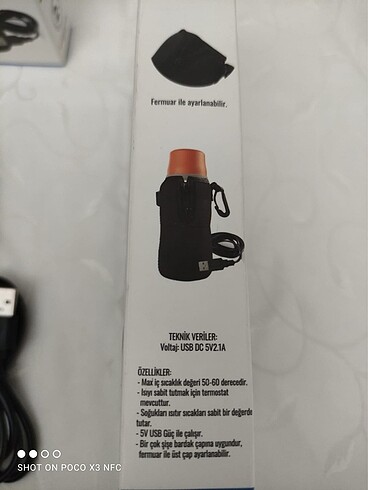 Fermuar ile ayarlanabilir.
TEKNİK VERİLER:
Voltaj: USB DC 5V2.1A
ÖZELLİKLER:
- Max iç sıcaklık değeri 50-60 derecedir.
- Isıyı sabit tutmak için termostat
mevcuttur.
- Soğukları ısıtır sıcakları sabit bir değerde
tutar.
- 5V USB Güç ile çalışır.
- Bir çok şişe bardak çapına uygundur,
fermuar ile üst çap ayarlanabilir.
SHOT ON POCO X3 NFC